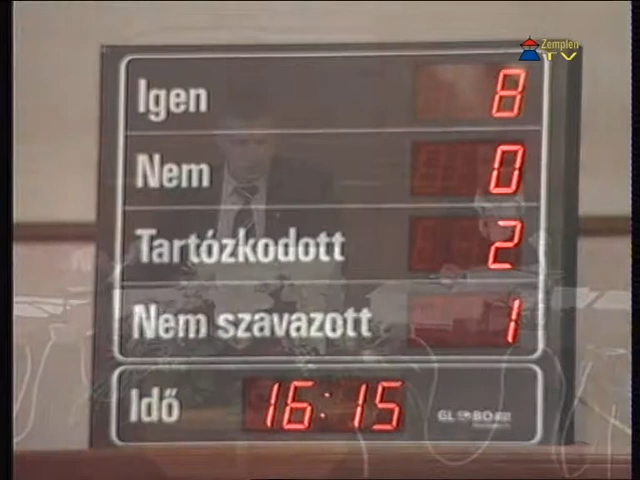 Zemplén
TV
Igen 8
Nem 0
Tartózkodott 2
Nem szavazott 1
Idő 16:15
GLOBO